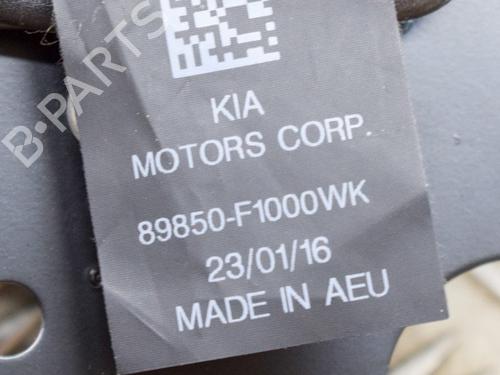 B-PARTS
KIA
MOTORS CORP.
89850-F1000WK
23/01/16
MADE IN AEU